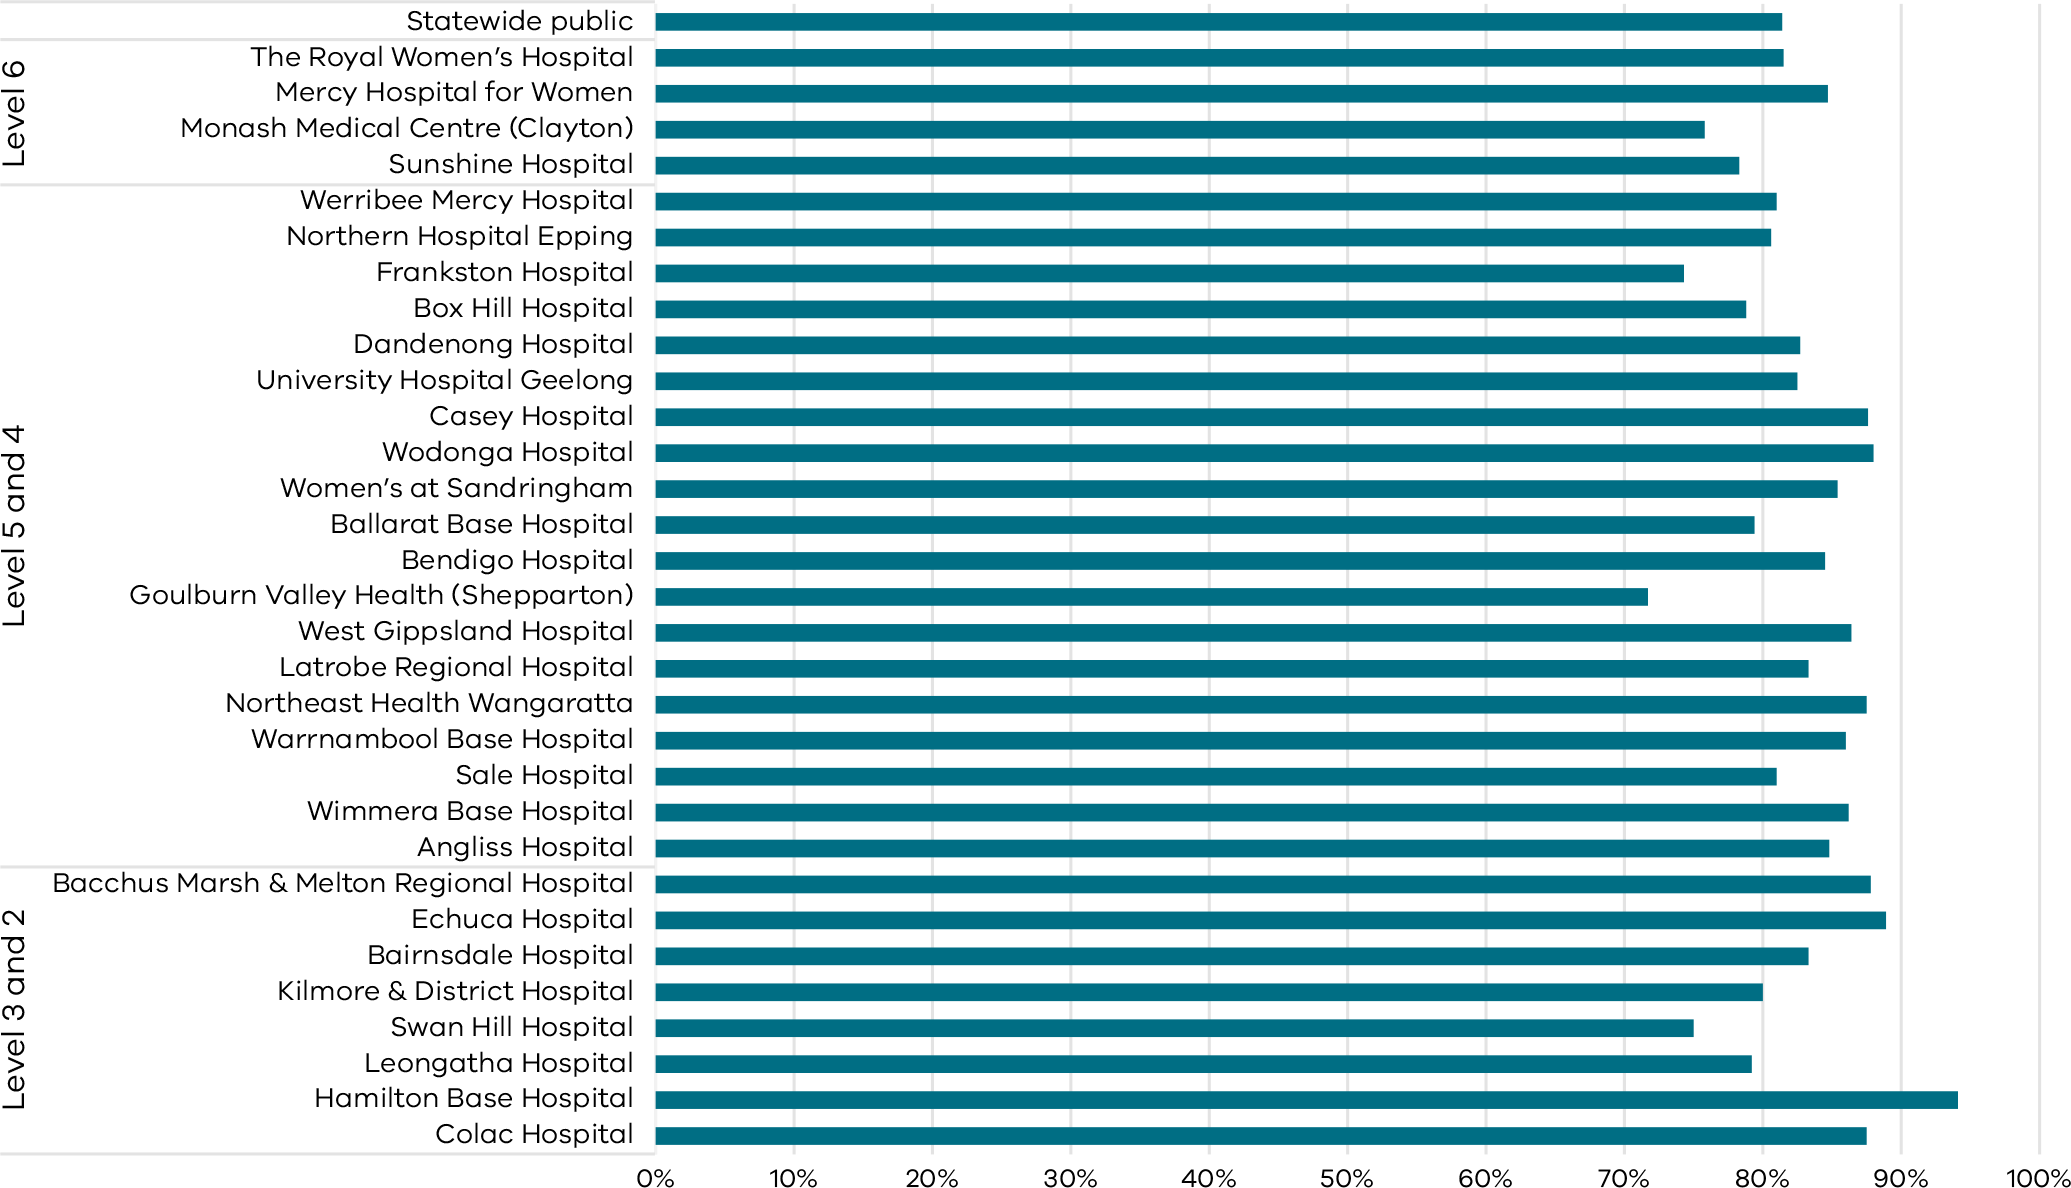 Statewide public
Level 6
The Royal Women’s Hospital
Mercy Hospital for Women
Monash Medical Centre (Clayton)
Sunshine Hospital
Level 5 and 4
Werribee Mercy Hospital
Northern Hospital Epping
Frankston Hospital
Box Hill Hospital
Dandenong Hospital
University Hospital Geelong
Casey Hospital
Wodonga Hospital
Women’s at Sandringham
Ballarat Base Hospital
Bendigo Hospital
Goulburn Valley Health (Shepparton)
West Gippsland Hospital
Latrobe Regional Hospital
Northeast Health Wangaratta
Warrnambool Base Hospital
Sale Hospital
Wimmera Base Hospital
Angliss Hospital
Level 3 and 2
Bacchus Marsh & Melton Regional Hospital
Echuca Hospital
Bairnsdale Hospital
Kilmore & District Hospital
Swan Hill Hospital
Leongatha Hospital
Hamilton Base Hospital
Colac Hospital
0% 10% 20% 30% 40% 50% 60% 70% 80% 90% 100%